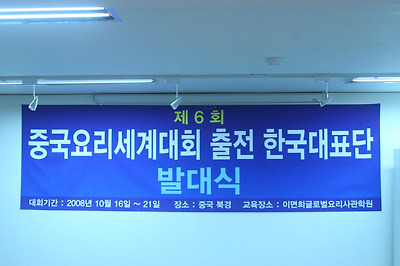 제 6 회
중국요리세계대회 출전 한국대표단
발대식
대회기간 : 2008년 10월 16일 ~ 21일 장소 : 중국 북경 교육장소 : 이면희글로벌요리사관학원